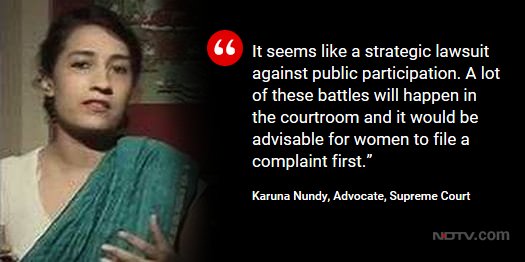 “
It seems like a strategic lawsuit
against public participation. A lot
of these battles will happen in
the courtroom and it would be
advisable for women to file a
complaint first.”
Karuna Nundy, Advocate, Supreme Court
NDTV.com